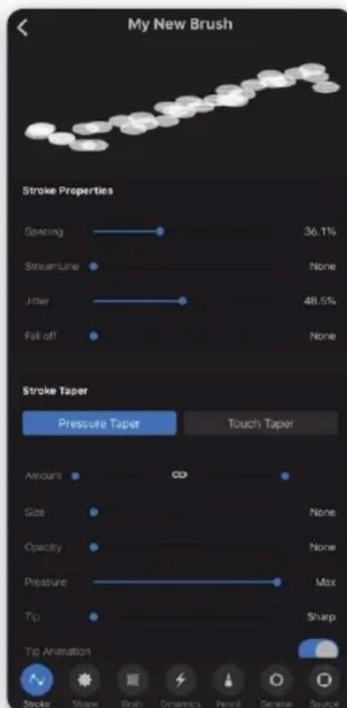 My New Brush
Stroke Properties
Spacing 36.1%
StreamLine None
Jitter 48.5%
Fall off None
Stroke Taper
Pressure Taper Touch Taper
Amount
Size None
Opacity None
Pressure Max
Tip Sharp
Tip Animation
Stroke Shape Grain Dynamics Pencil General Source